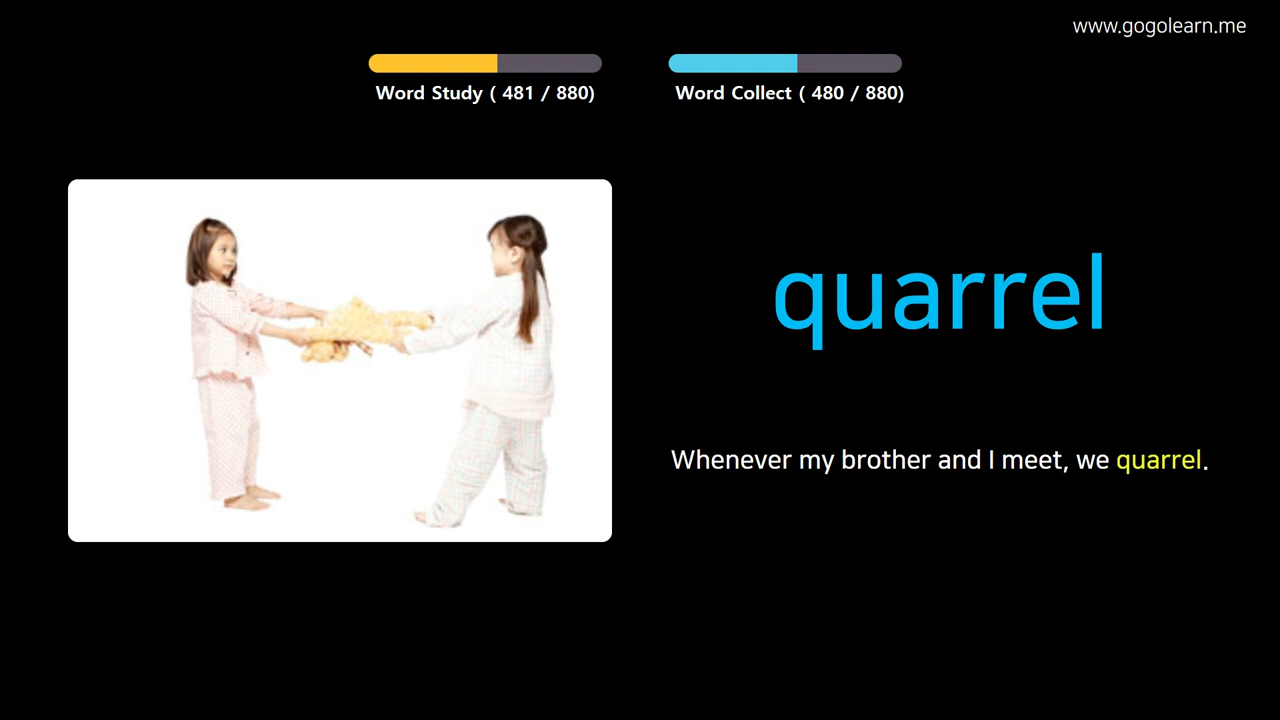 www.gogolearn.me
Word Study ( 481 / 880)
Word Collect ( 480 / 880)
quarrel
Whenever my brother and I meet, we quarrel.